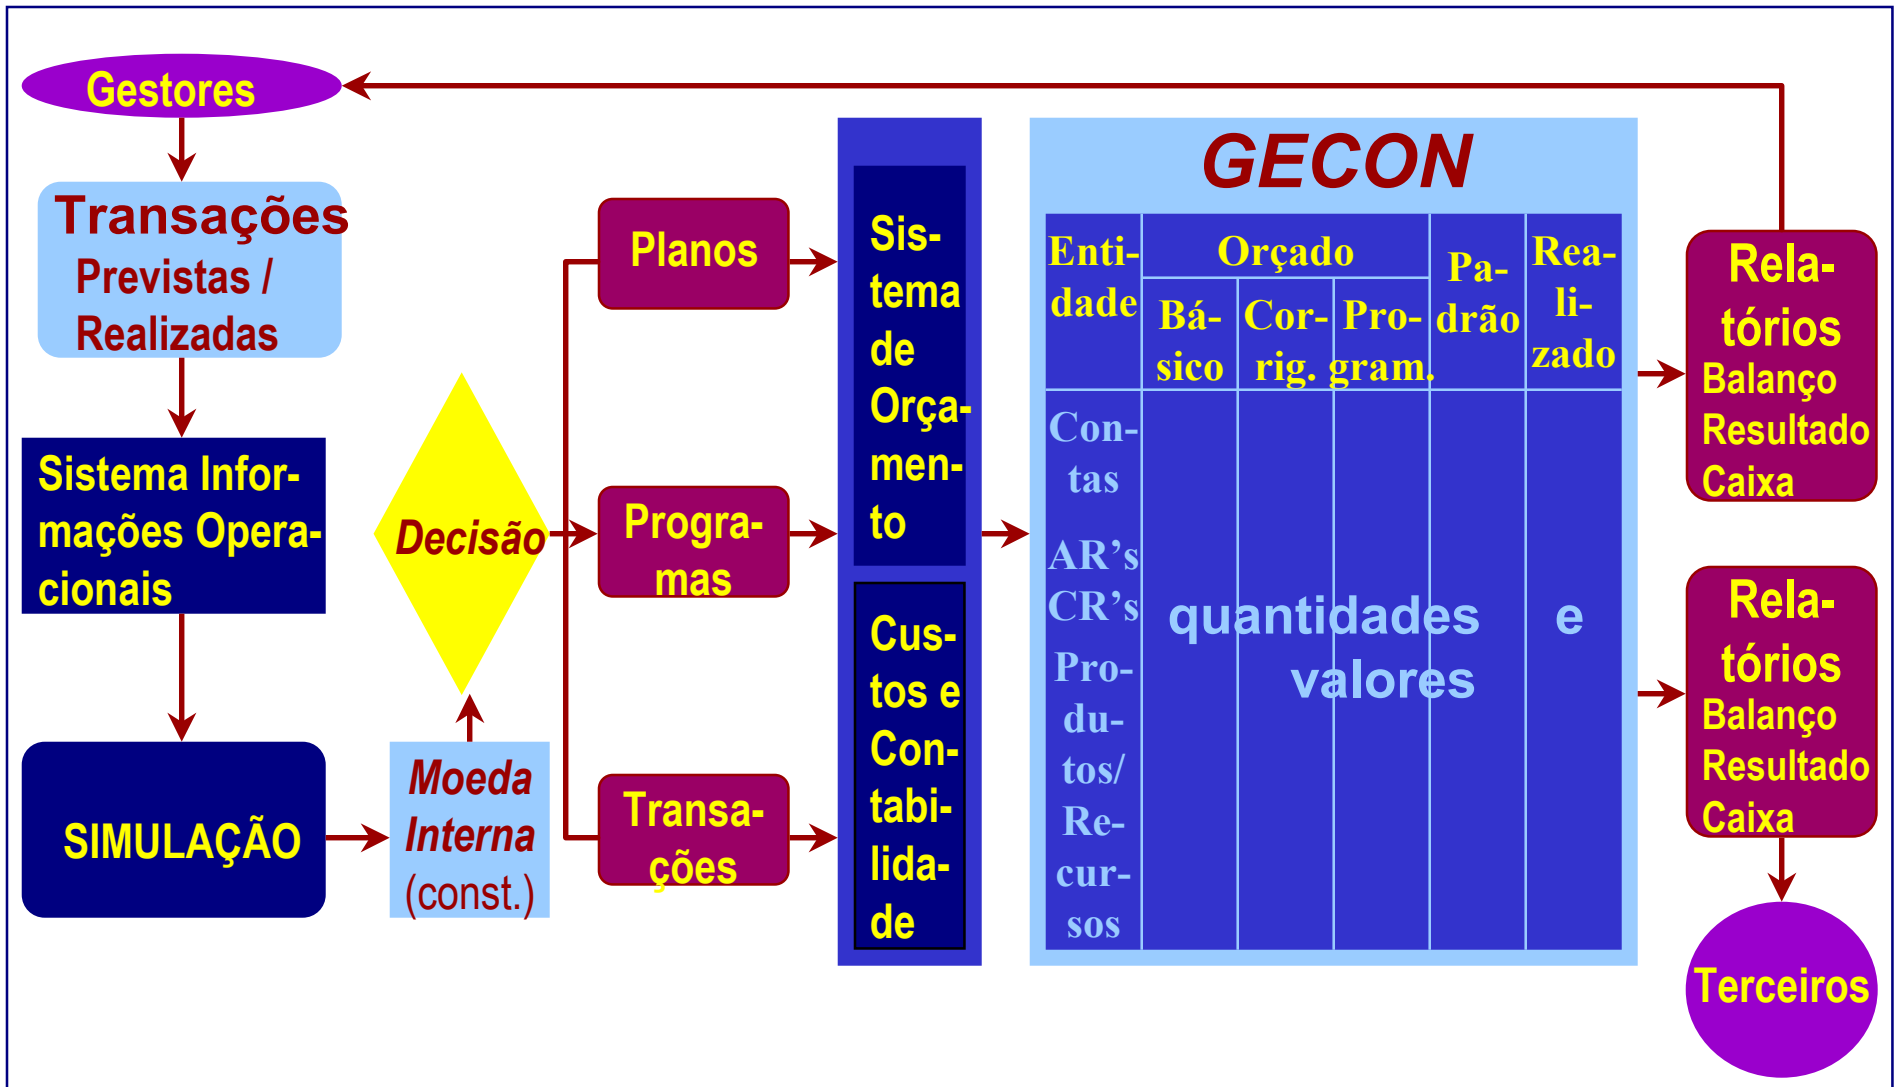 Gestores
Transações
Previstas /
Realizadas
Sistema Infor-
mações Opera-
cionais
SIMULAÇÃO
Moeda
Interna
(const.)
Decisão
Planos
Progra-
mas
Transa-
ções
Sis-
tema
de
Orça-
men-
to
Cus-
tos e
Con-
tabi-
lida-
de
GECON
Enti-
dade
Orçado
Bá-
sico
Cor-
rig.
Pro-
gram.
Pa-
drão
Rea-
li-
zado
Con-
tas
AR’s
CR’s
Pro-
du-
tos/
Re-
cur-
sos
quantidades e
valores
Rela-
tórios
Balanço
Resultado
Caixa
Rela-
tórios
Balanço
Resultado
Caixa
Terceiros